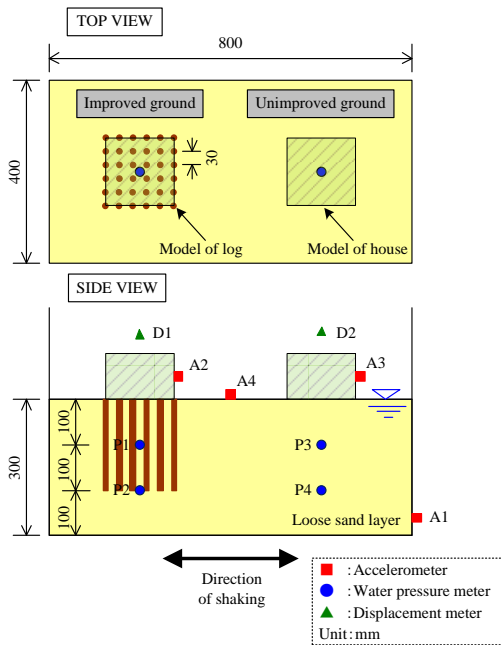 TOP VIEW
800
Improved ground
Unimproved ground
400
30
Model of log
Model of house
SIDE VIEW
D1
D2
A2
A3
A4
300
100
100
100
P1
P3
P2
P4
Loose sand layer
A1
Direction
of shaking
: Accelerometer
: Water pressure meter
: Displacement meter
Unit : mm